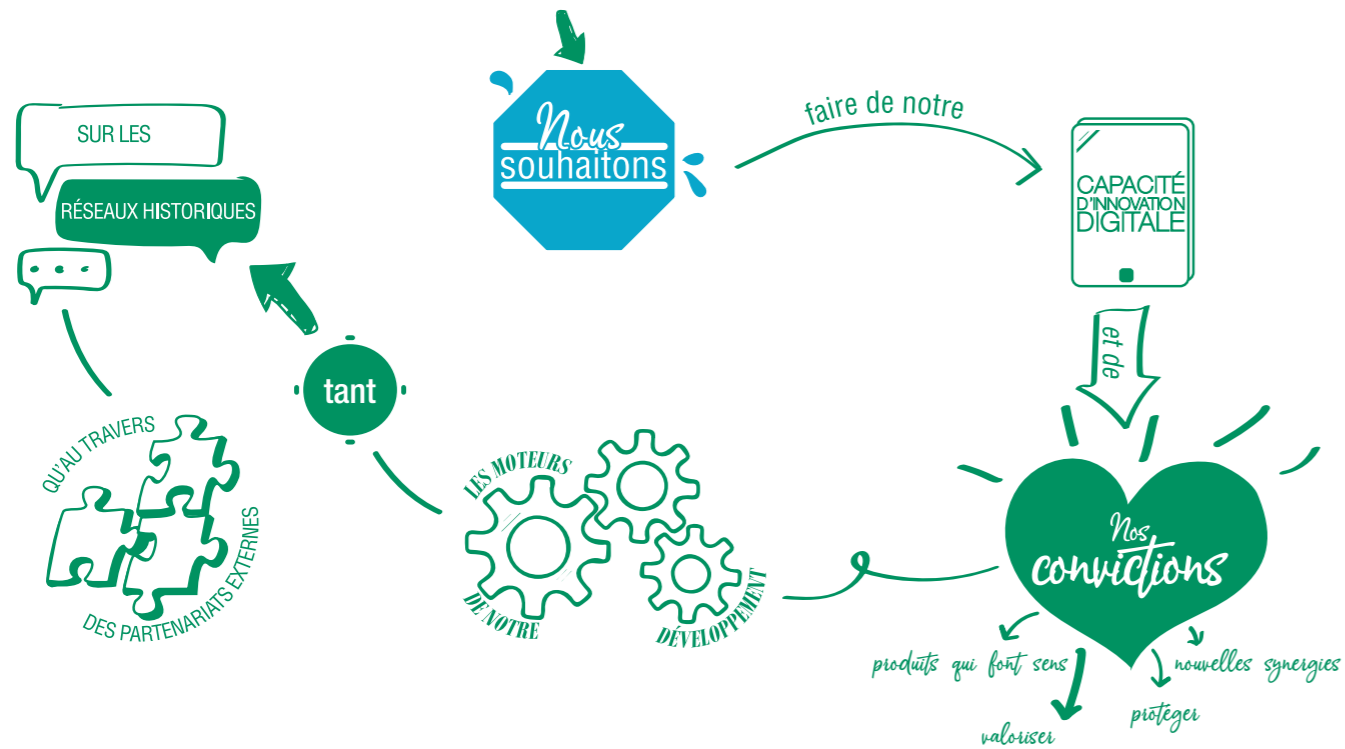 Nous
souhaitons
faire de notre
CAPACITÉ
D'INNOVATION
DIGITALE
et de
Nos
convictions
produits qui font sens
valoriser
protéger
nouvelles synergies
LES MOTEURS
DE NOTRE
DÉVELOPPEMENT
tant
SUR LES
RÉSEAUX HISTORIQUES
QU'AU TRAVERS
DES PARTENARIATS EXTERNES